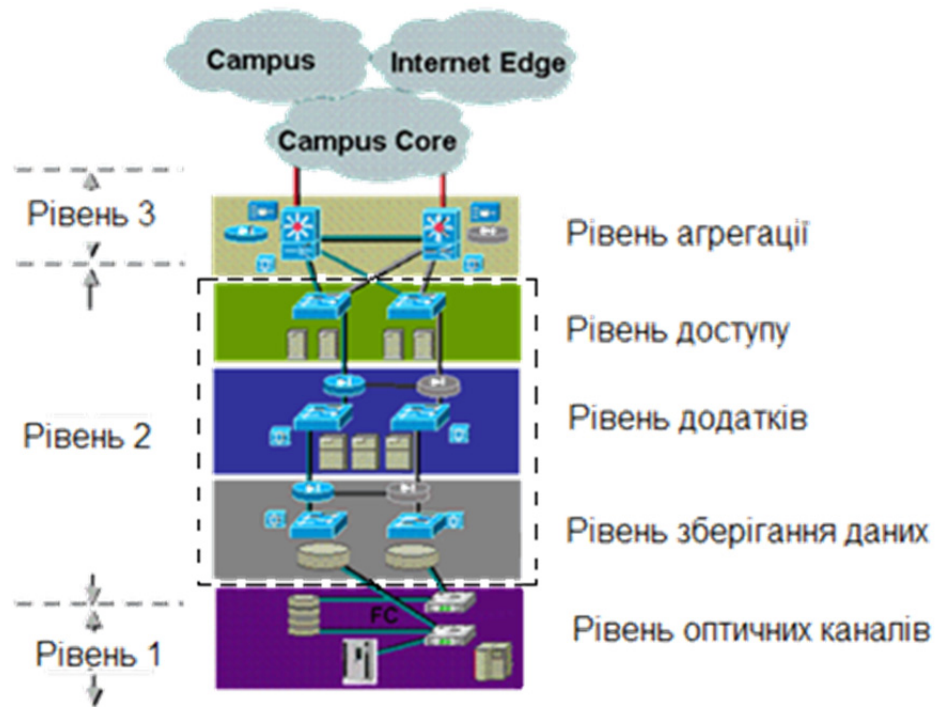 Campus
Internet Edge
Campus Core
Рівень 3
Рівень агрегації
Рівень доступу
Рівень 2
Рівень додатків
Рівень зберігання даних
FC
Рівень 1
Рівень оптичних каналів